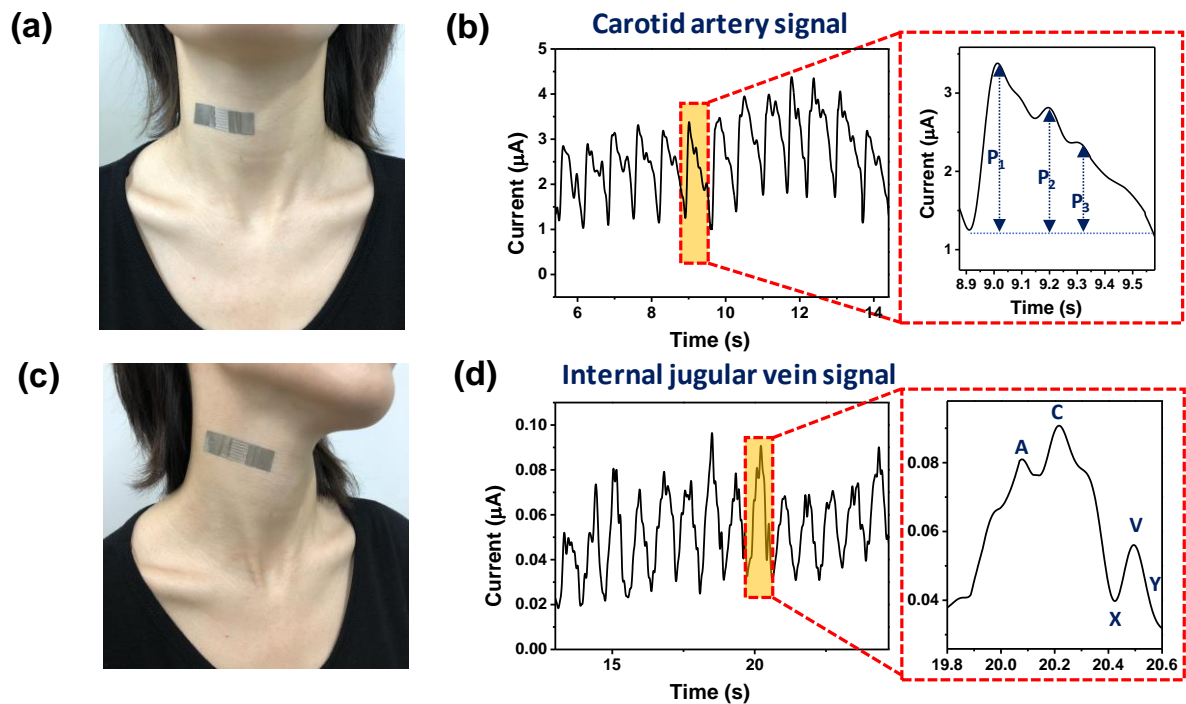 (a)
(b)
Carotid artery signal
5
4
3
2
1
0
Current (µA)
6 8 10 12 14
Time (s)
3
2
1
Current (µA)
P1
P2
P3
8.9 9.0 9.1 9.2 9.3 9.4 9.5
Time (s)
(c)
(d)
Internal jugular vein signal
0.10
0.08
0.06
0.04
0.02
0.00
Current (µA)
15 20
Time (s)
0.08
0.06
0.04
A
C
X
V
Y
19.8 20.0 20.2 20.4 20.6